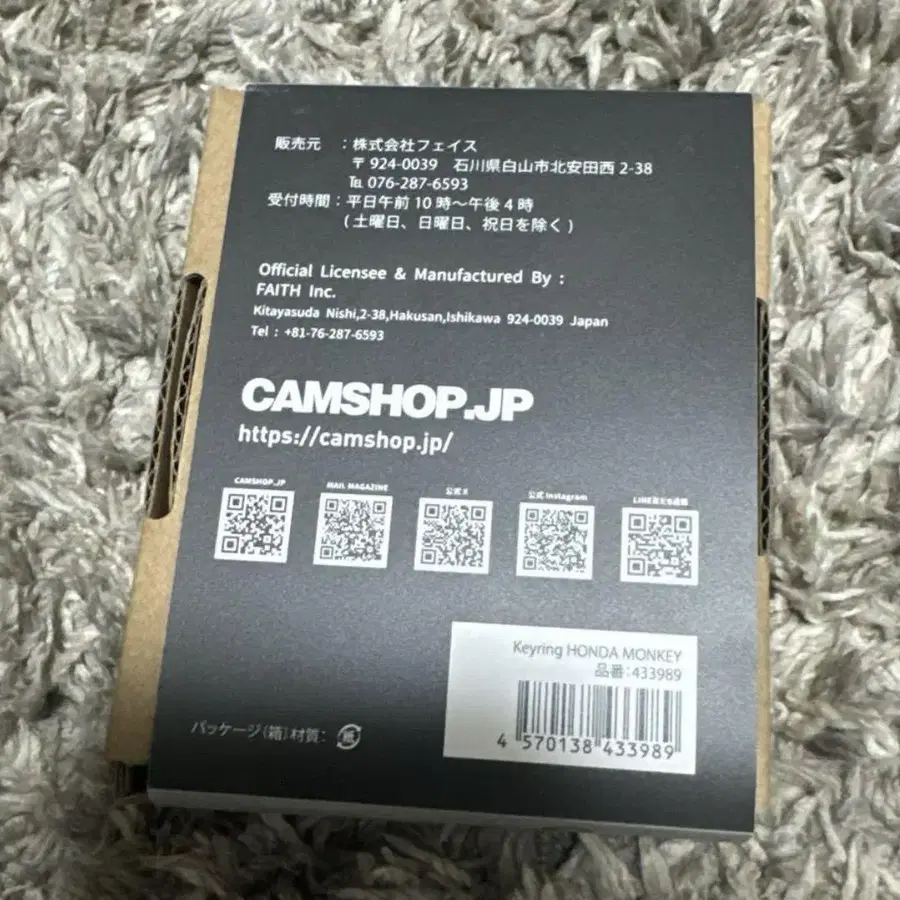 販売元 ：株式会社フェイス
〒924-0039 石川県白山市北安田西 2-38
℡ 076-287-6593
受付時間：平日午前 10 時～午後 4 時
(土曜日、日曜日、祝日を除く)
Official Licensee & Manufactured By :
FAITH Inc.
Kitayasuda Nishi,2-38,Hakusan,Ishikawa 924-0039 Japan
Tel : +81-76-287-6593
CAMSHOP.JP
https://camshop.jp/
CAMSHOP.JP MAIL MAGAZINE 公式 X 公式 Instagram
Keyring HONDA MONKEY
品番:433989
4 570138 433989
パッケージ(箱)材質: 紙